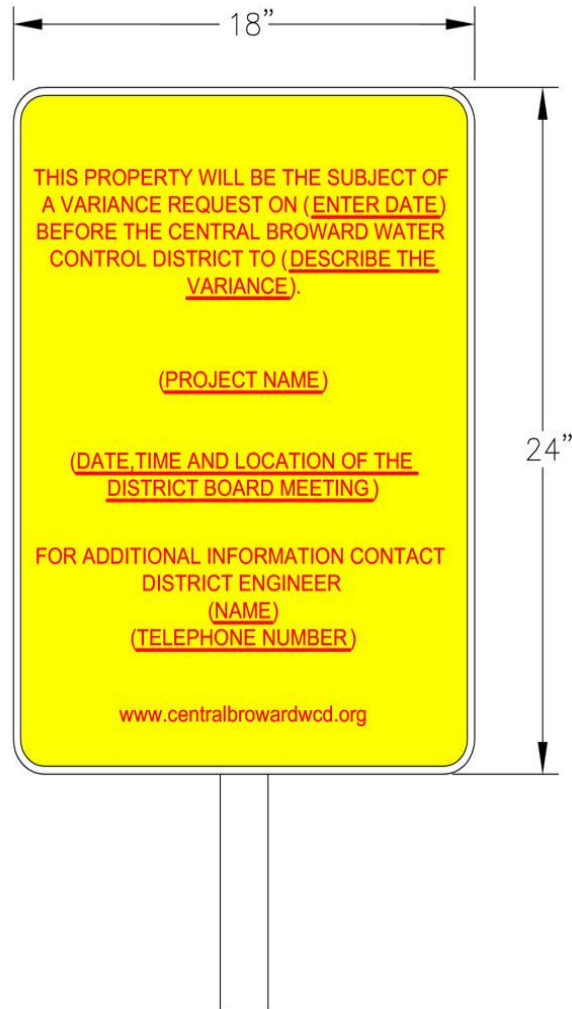 18”
THIS PROPERTY WILL BE THE SUBJECT OF
A VARIANCE REQUEST ON (ENTER DATE)
BEFORE THE CENTRAL BROWARD WATER
CONTROL DISTRICT TO (DESCRIBE THE
VARIANCE).
(PROJECT NAME)
24”
(DATE,TIME AND LOCATION OF THE
DISTRICT BOARD MEETING)
FOR ADDITIONAL INFORMATION CONTACT
DISTRICT ENGINEER
(NAME)
(TELEPHONE NUMBER)
www.centralbrowardwcd.org